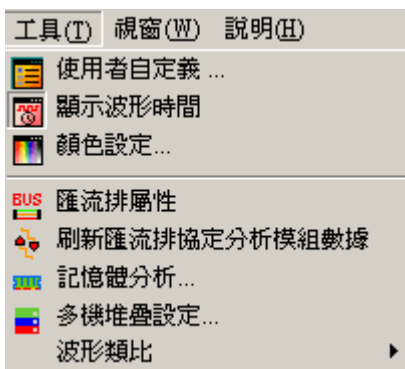 工具(T) 視窗(W) 説明(H)
使用者自定義 ...
顯示波形時間
顏色設定...
BUS 匯流排屬性
刷新匯流排協定分析模組數據
記憶體分析...
多機堆疊設定...
波形類比